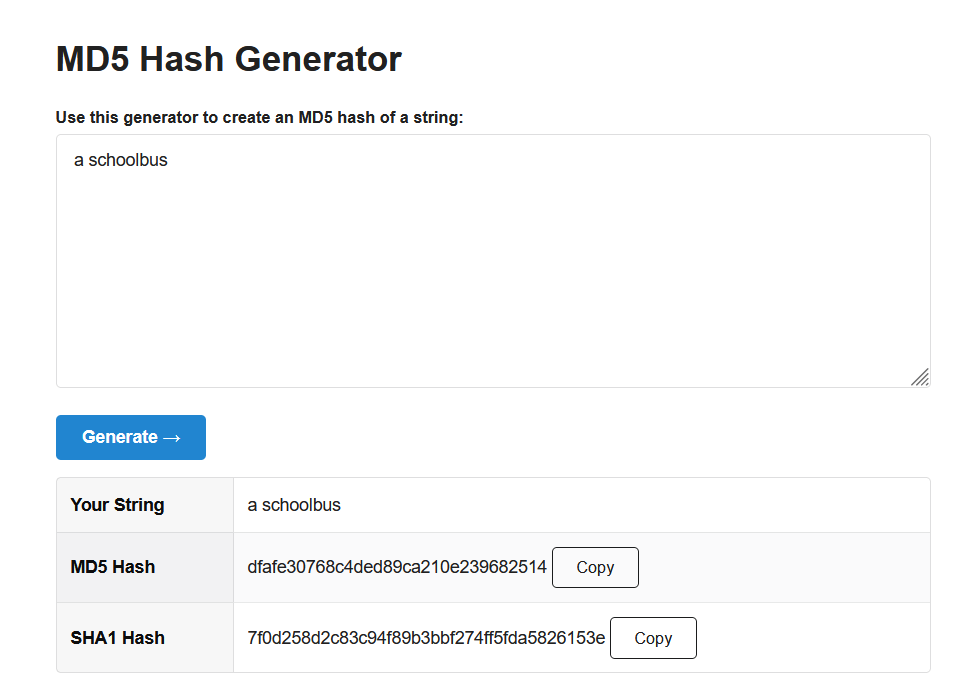 MD5 Hash Generator
Use this generator to create an MD5 hash of a string:
a schoolbus
Generate →
Your String a schoolbus
MD5 Hash dfafe30768c4ded89ca210e239682514 Copy
SHA1 Hash 7f0d258d2c83c94f89b3bbf274ff5fda5826153e Copy